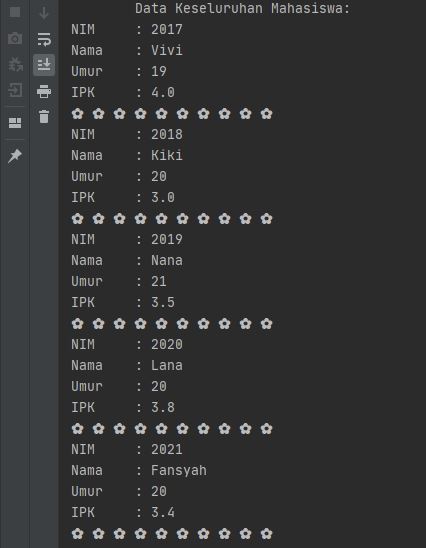 Data Keseluruhan Mahasiswa:
NIM : 2017
Nama : Vivi
Umur : 19
IPK : 4.0
✿ ✿ ✿ ✿ ✿ ✿ ✿ ✿ ✿ ✿
NIM : 2018
Nama : Kiki
Umur : 20
IPK : 3.0
✿ ✿ ✿ ✿ ✿ ✿ ✿ ✿ ✿ ✿
NIM : 2019
Nama : Nana
Umur : 21
IPK : 3.5
✿ ✿ ✿ ✿ ✿ ✿ ✿ ✿ ✿ ✿
NIM : 2020
Nama : Lana
Umur : 20
IPK : 3.8
✿ ✿ ✿ ✿ ✿ ✿ ✿ ✿ ✿ ✿
NIM : 2021
Nama : Fansyah
Umur : 20
IPK : 3.4
✿ ✿ ✿ ✿ ✿ ✿ ✿ ✿ ✿ ✿